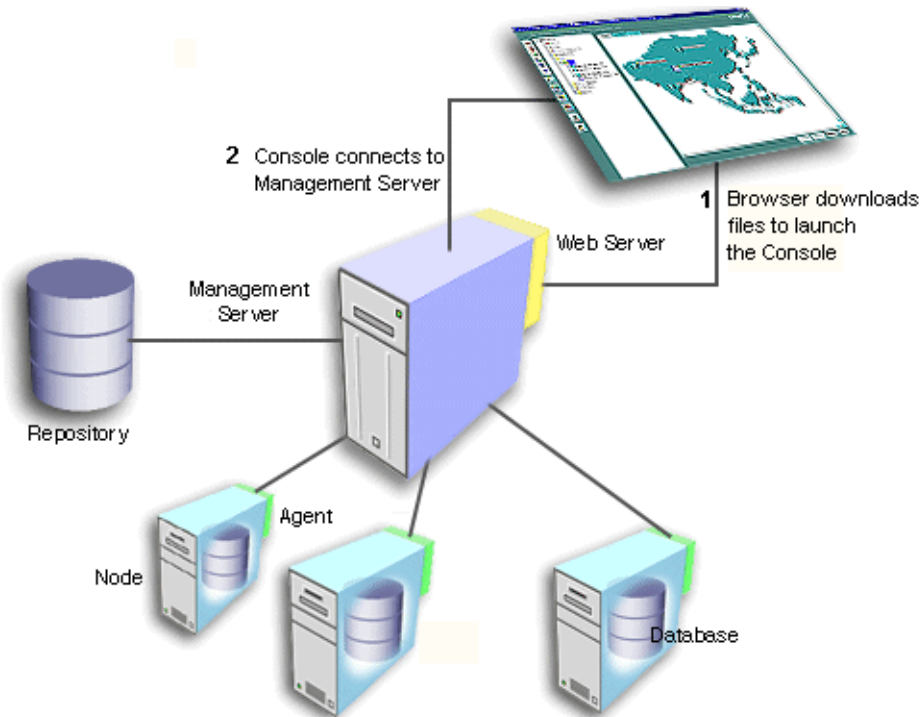 2 Console connects to
Management Server
1 Browser downloads
files to launch
the Console
Web Server
Management
Server
Repository
Agent
Node
Database